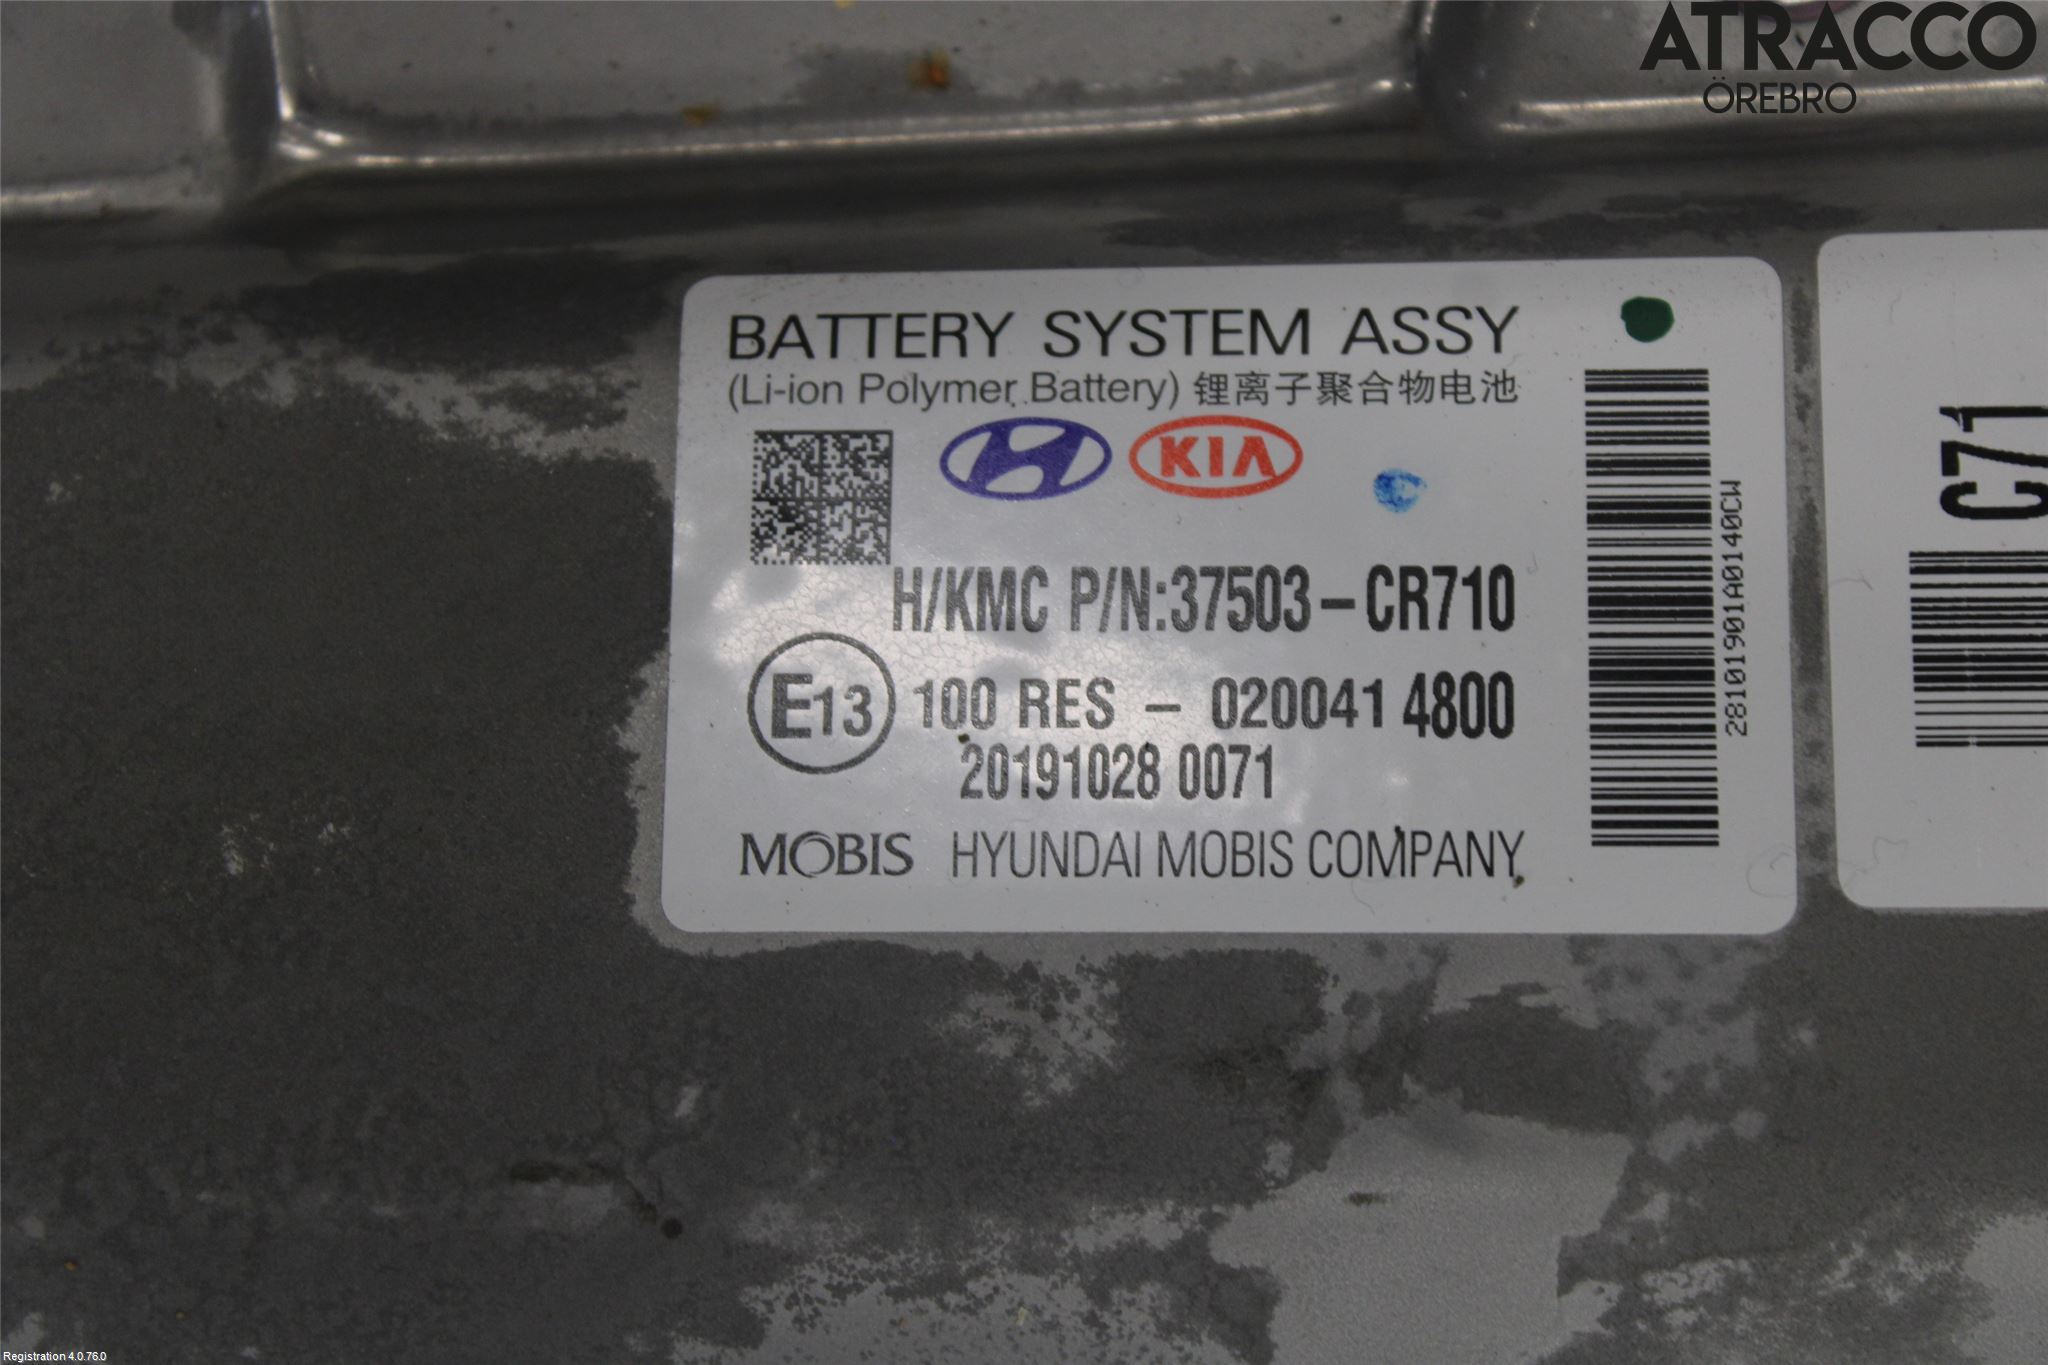 ATRACCO
ÖREBRO
BATTERY SYSTEM ASSY
(Li-ion Polymer Battery) 锂离子聚合物电池
KIA
H/KMC P/N:37503-CR710
E13 100 RES - 020041 4800
20191028 0071
MOBIS HYUNDAI MOBIS COMPANY
28101901A0140CW
C71
Registration 4.0.76.0